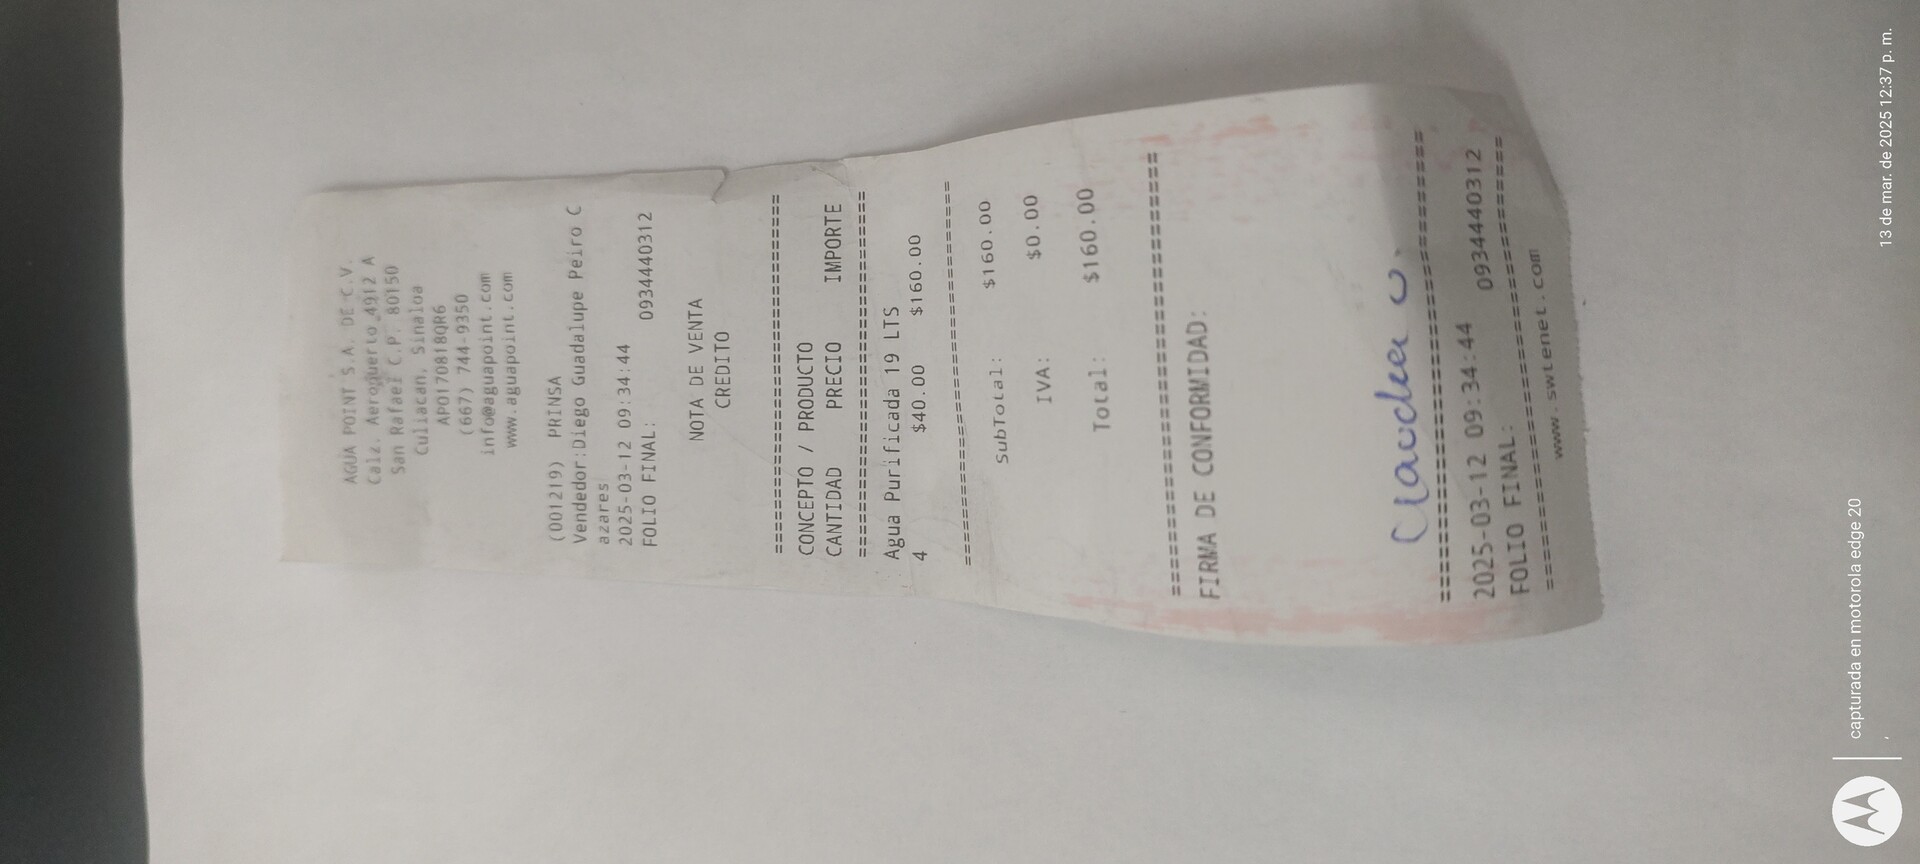 AGUA POINT S.A. DE C.V.
Calz. Aeropuerto 4912 A
San Rafael C.P. 80150
Culiacan, Sinaloa
APO170818QR6
(667) 744-9350
info@aguapoint.com
www.aguapoint.com
(001219) PRINSA
Vendedor:Diego Guadalupe Peiro C
azares
2025-03-12 09:34:44
FOLIO FINAL: 0934440312
NOTA DE VENTA
CREDITO
================================
CONCEPTO / PRODUCTO
CANTIDAD PRECIO IMPORTE
================================
Agua Purificada 19 LTS
4 $40.00 $160.00
================================
SubTotal: $160.00
IVA: $0.00
Total: $160.00
================================
FIRMA DE CONFORMIDAD:
Claudia C.
================================
2025-03-12 09:34:44
FOLIO FINAL: 0934440312
================================
www.swtenet.com
capturada en motorola edge 20
,
13 de mar. de 2025 12:37 p. m.